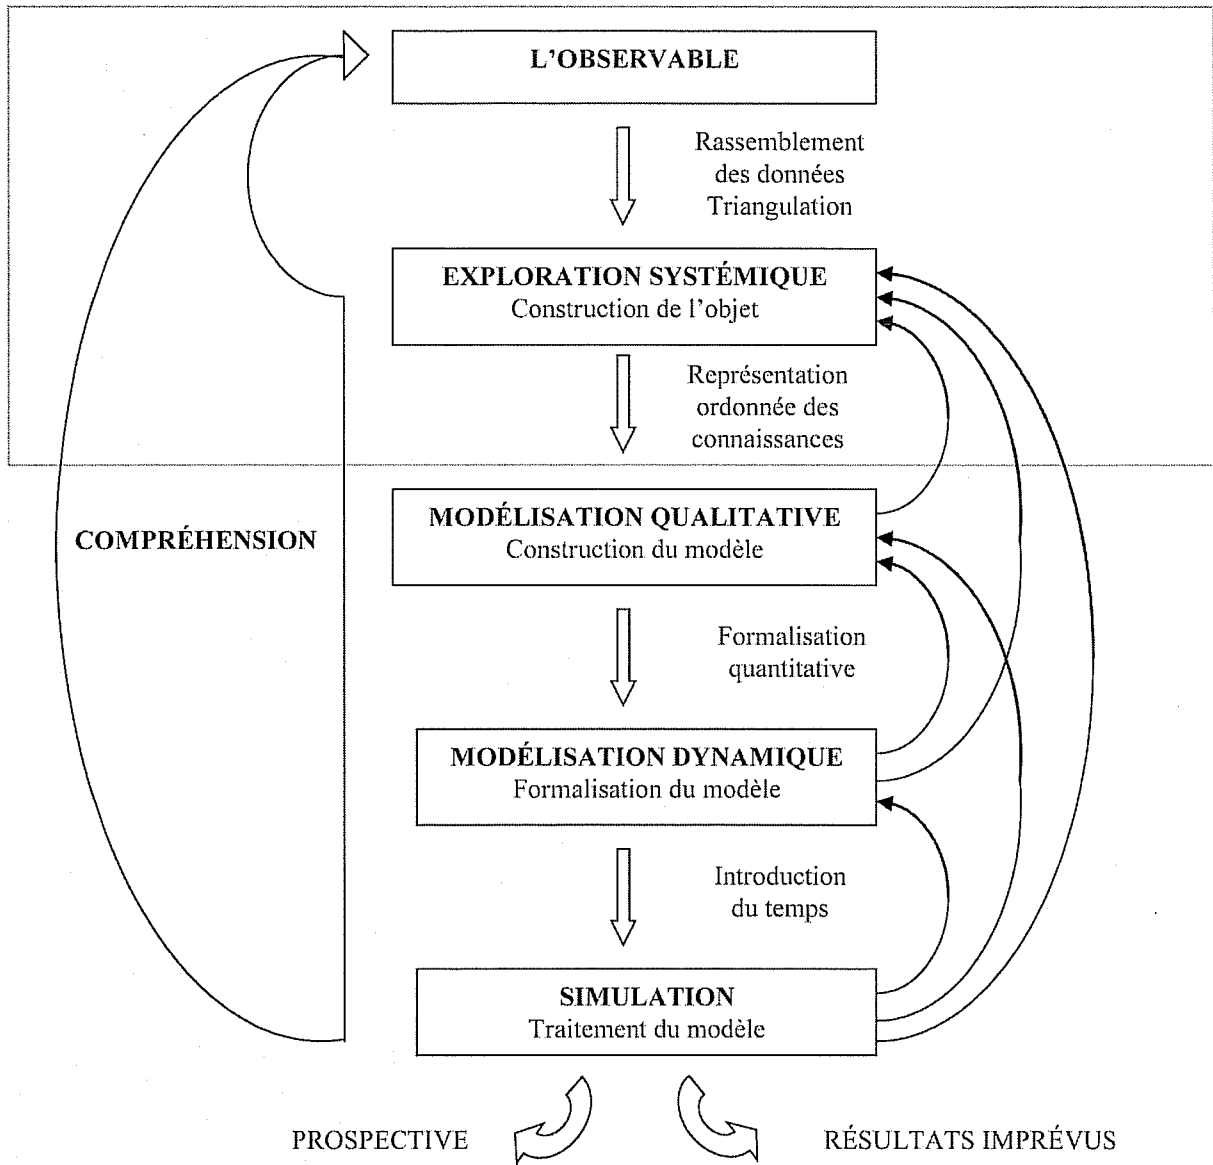 L'OBSERVABLE
Rassemblement
des données
Triangulation
EXPLORATION SYSTÉMIQUE
Construction de l'objet
Représentation
ordonnée des
connaissances
MODÉLISATION QUALITATIVE
Construction du modèle
COMPRÉHENSION
Formalisation
quantitative
MODÉLISATION DYNAMIQUE
Formalisation du modèle
Introduction
du temps
SIMULATION
Traitement du modèle
PROSPECTIVE
RÉSULTATS IMPRÉVUS